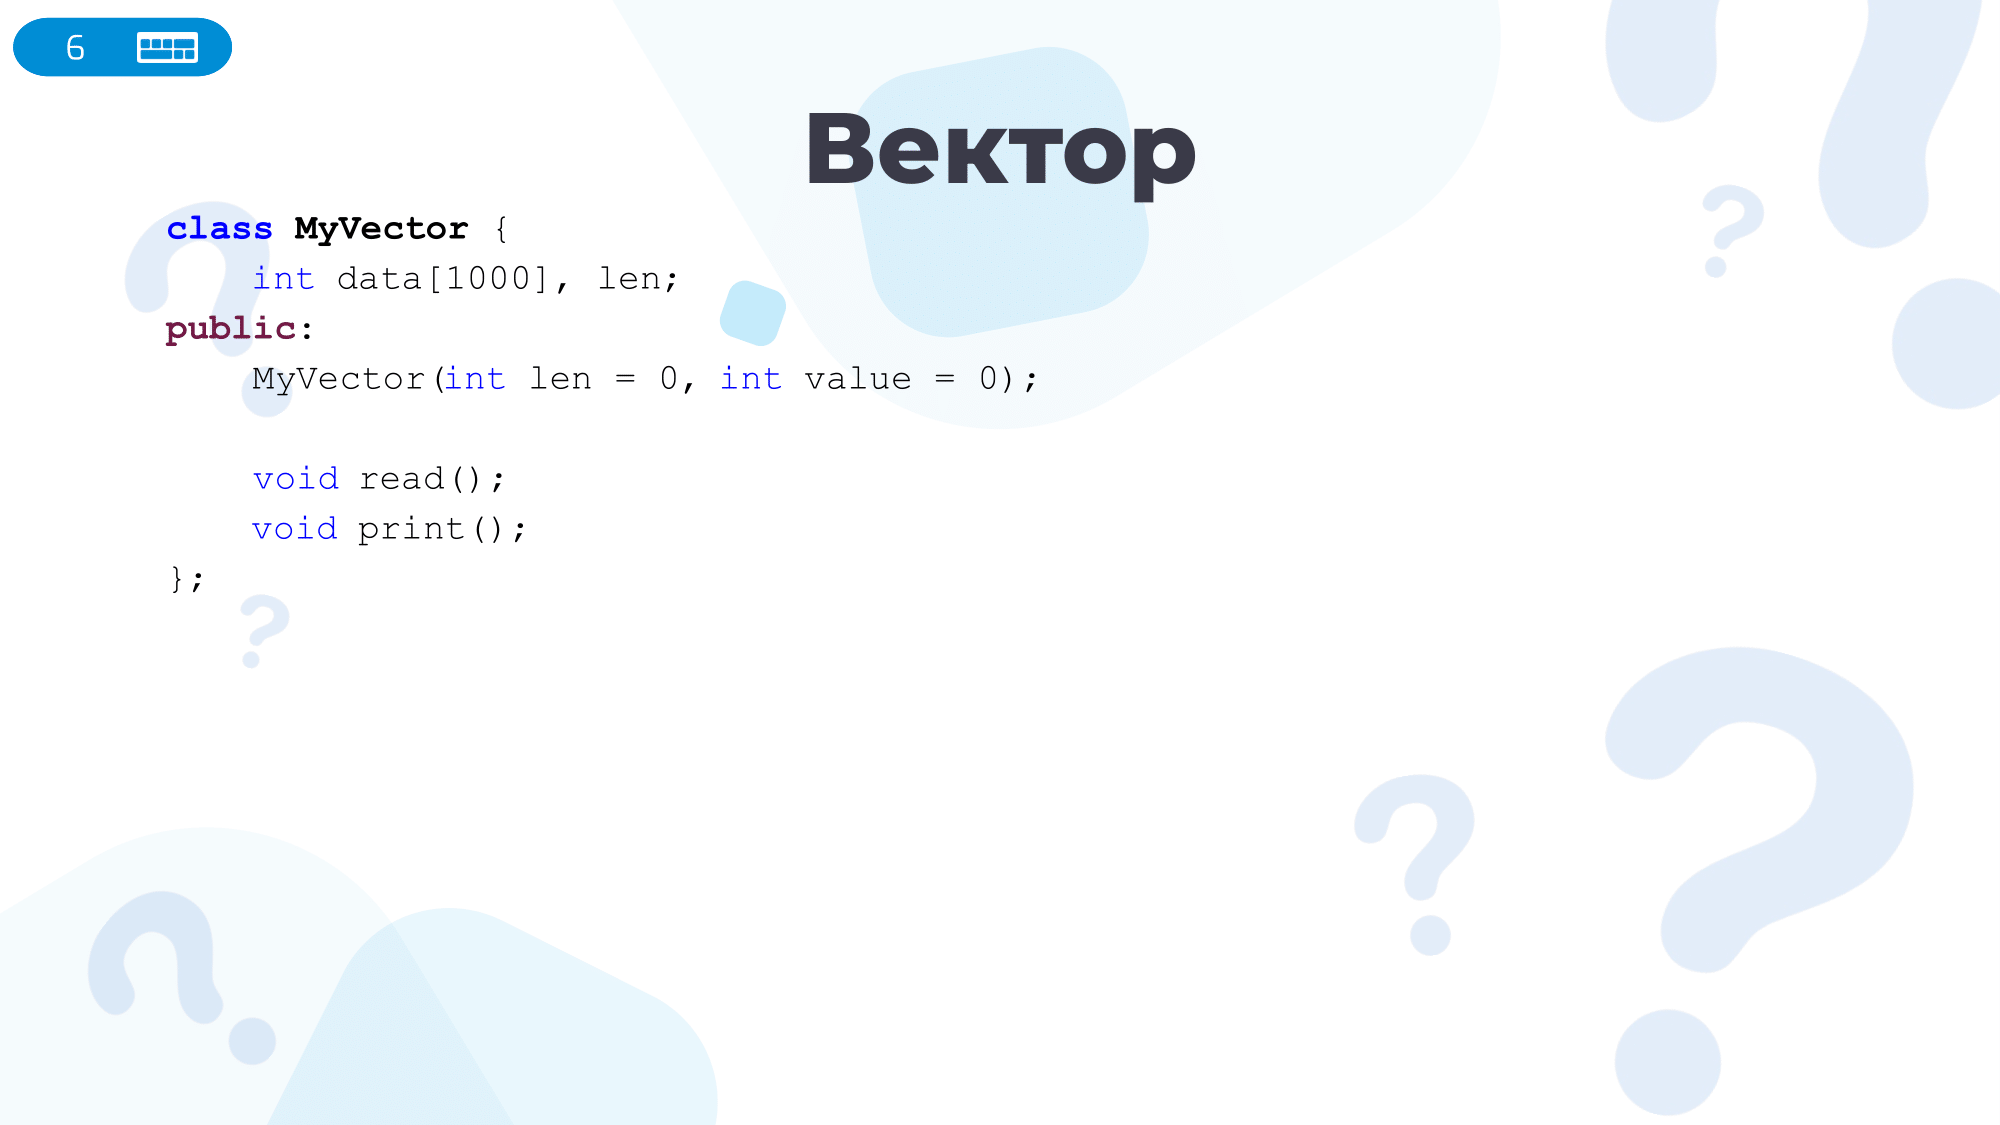 6
Вектор
class MyVector {
    int data[1000], len;
public:
    MyVector(int len = 0, int value = 0);

    void read();
    void print();
};